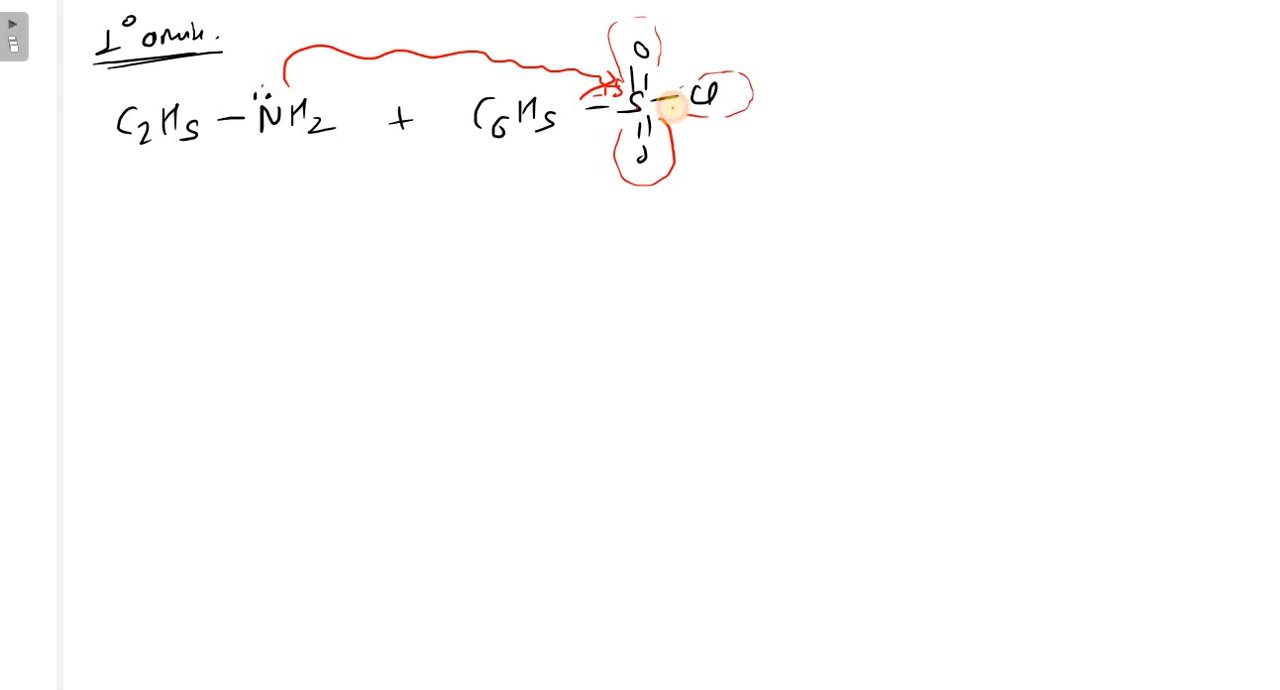 1° amine.
O
C2H5 – N̈H2 + C6H5 – S – Cl
O